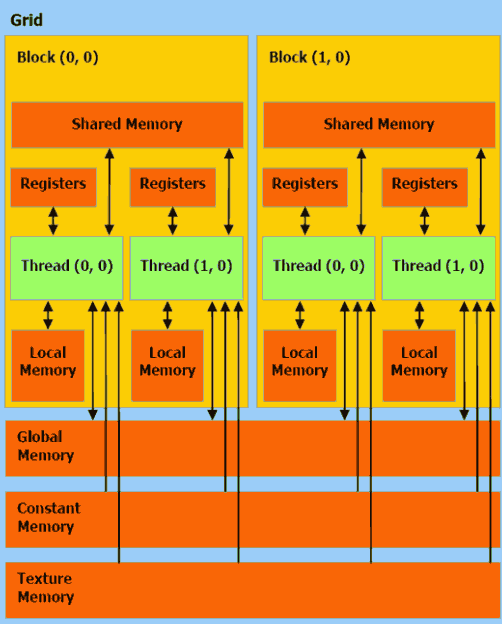 Grid
Block (0, 0)
Block (1, 0)
Shared Memory
Shared Memory
Registers
Registers
Registers
Registers
Thread (0, 0)
Thread (1, 0)
Thread (0, 0)
Thread (1, 0)
Local
Memory
Local
Memory
Local
Memory
Local
Memory
Global
Memory
Constant
Memory
Texture
Memory